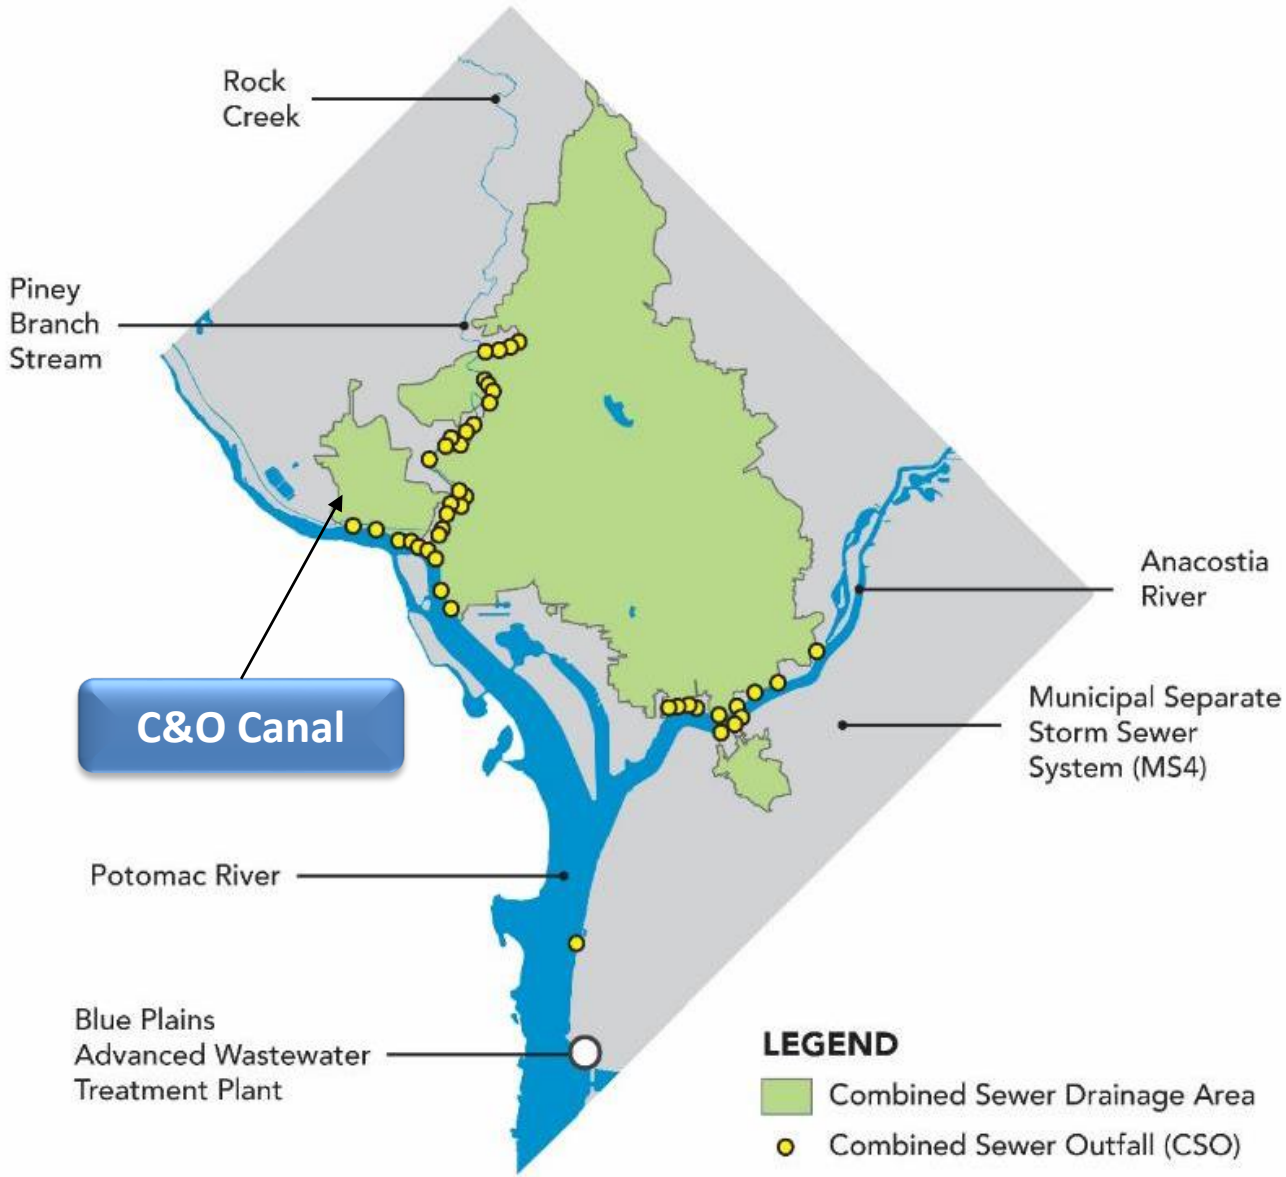 Rock
Creek
Piney
Branch
Stream
Anacostia
River
C&O Canal
Municipal Separate
Storm Sewer
System (MS4)
Potomac River
Blue Plains
Advanced Wastewater
Treatment Plant
LEGEND
Combined Sewer Drainage Area
Combined Sewer Outfall (CSO)